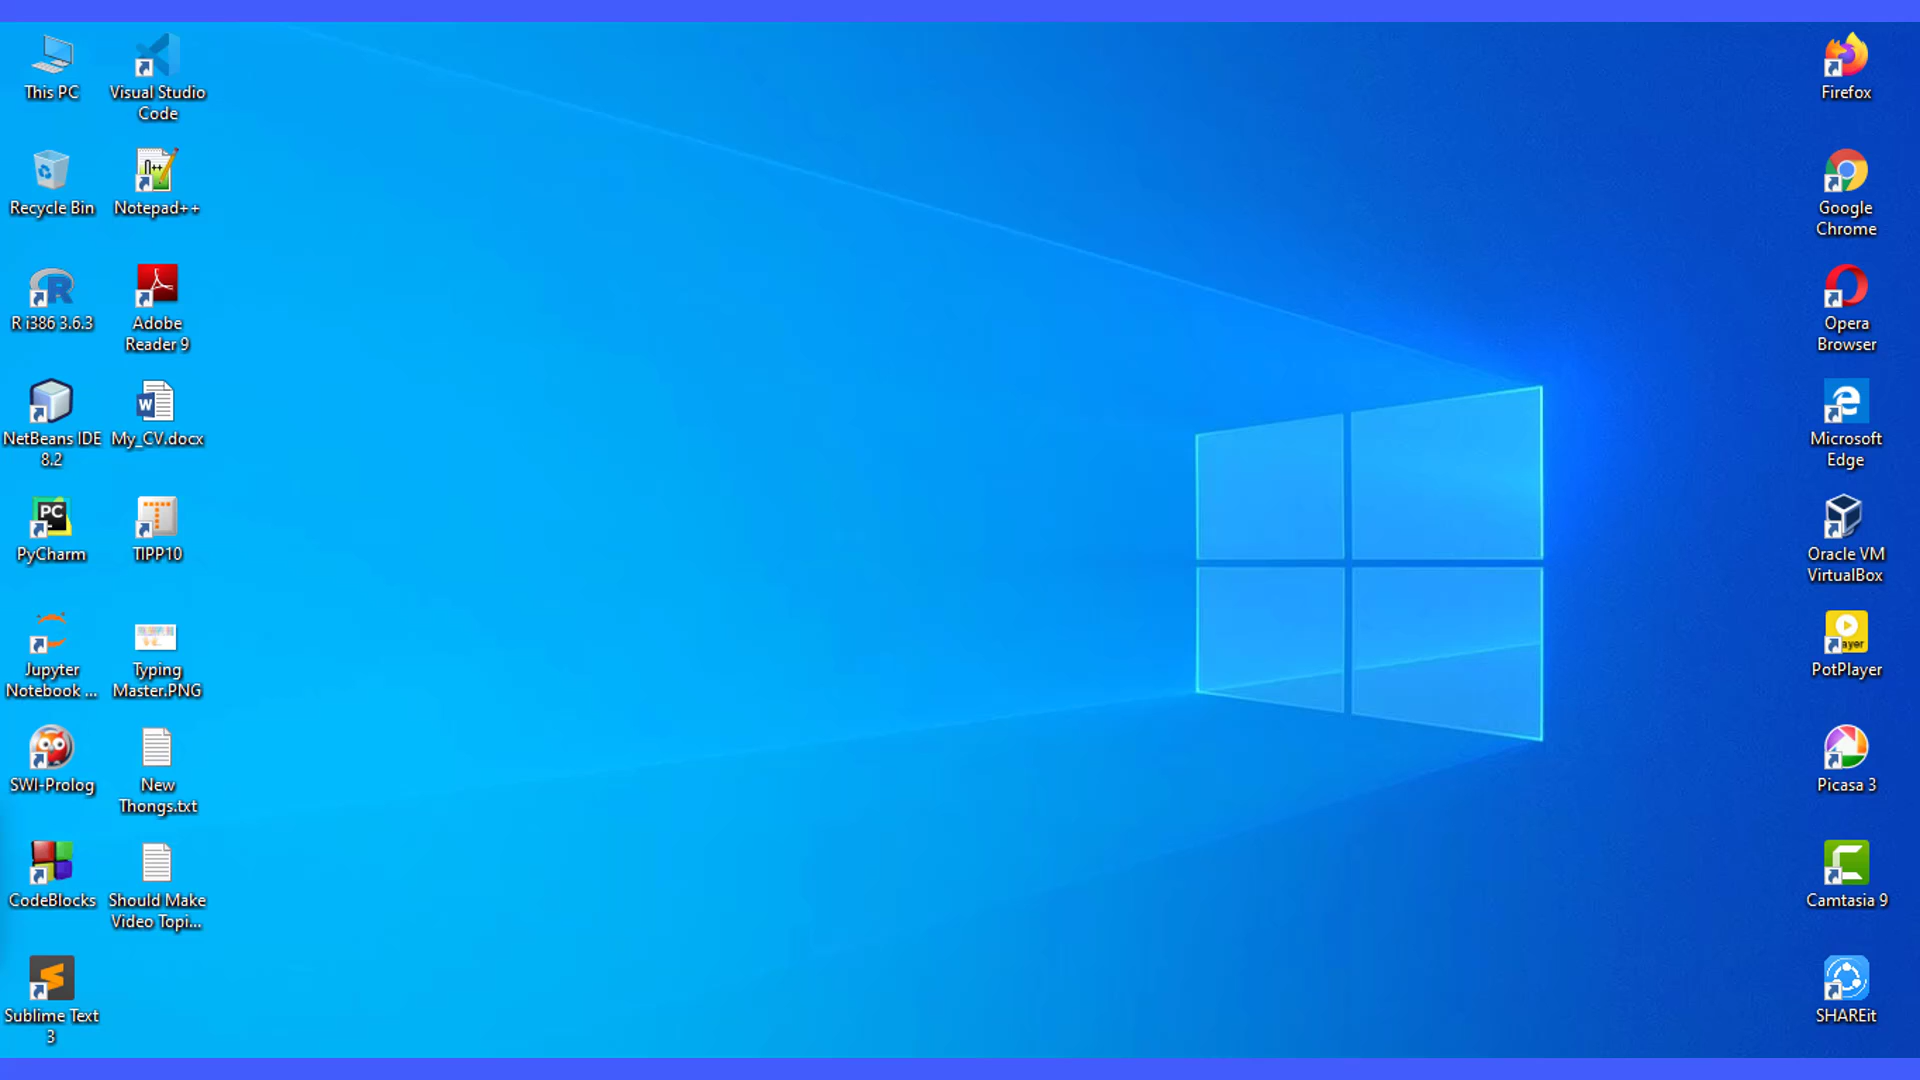 This PC
Visual Studio
Code
Firefox
Recycle Bin
n++
Notepad++
Google
Chrome
R
R i386 3.6.3
Adobe
Reader 9
Opera
Browser
NetBeans IDE
8.2
W
My_CV.docx
Microsoft
Edge
PC
PyCharm
T
TIPP10
Oracle VM
VirtualBox
Jupyter
Notebook ...
Typing
Master.PNG
ayer
PotPlayer
SWI-Prolog
New
Thongs.txt
Picasa 3
CodeBlocks
Should Make
Video Topi...
Camtasia 9
Sublime Text
3
SHAREit